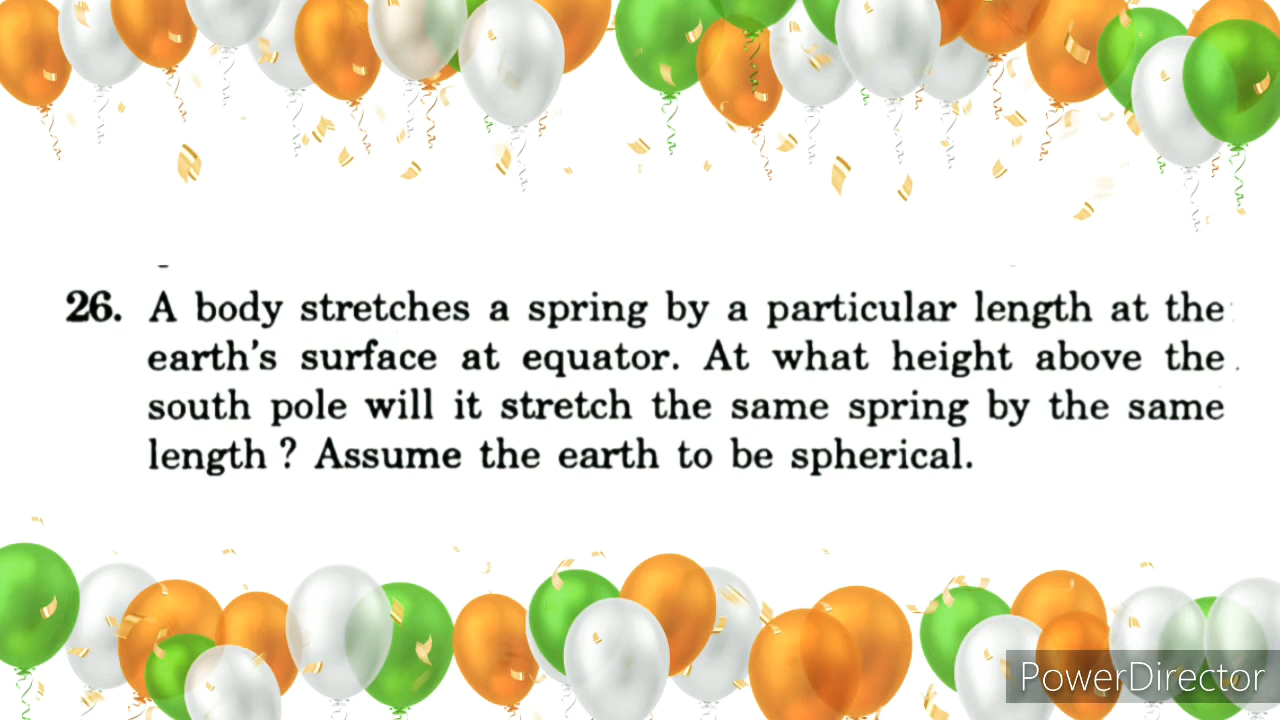 26. A body stretches a spring by a particular length at the
earth's surface at equator. At what height above the
south pole will it stretch the same spring by the same
length ? Assume the earth to be spherical.
PowerDirector